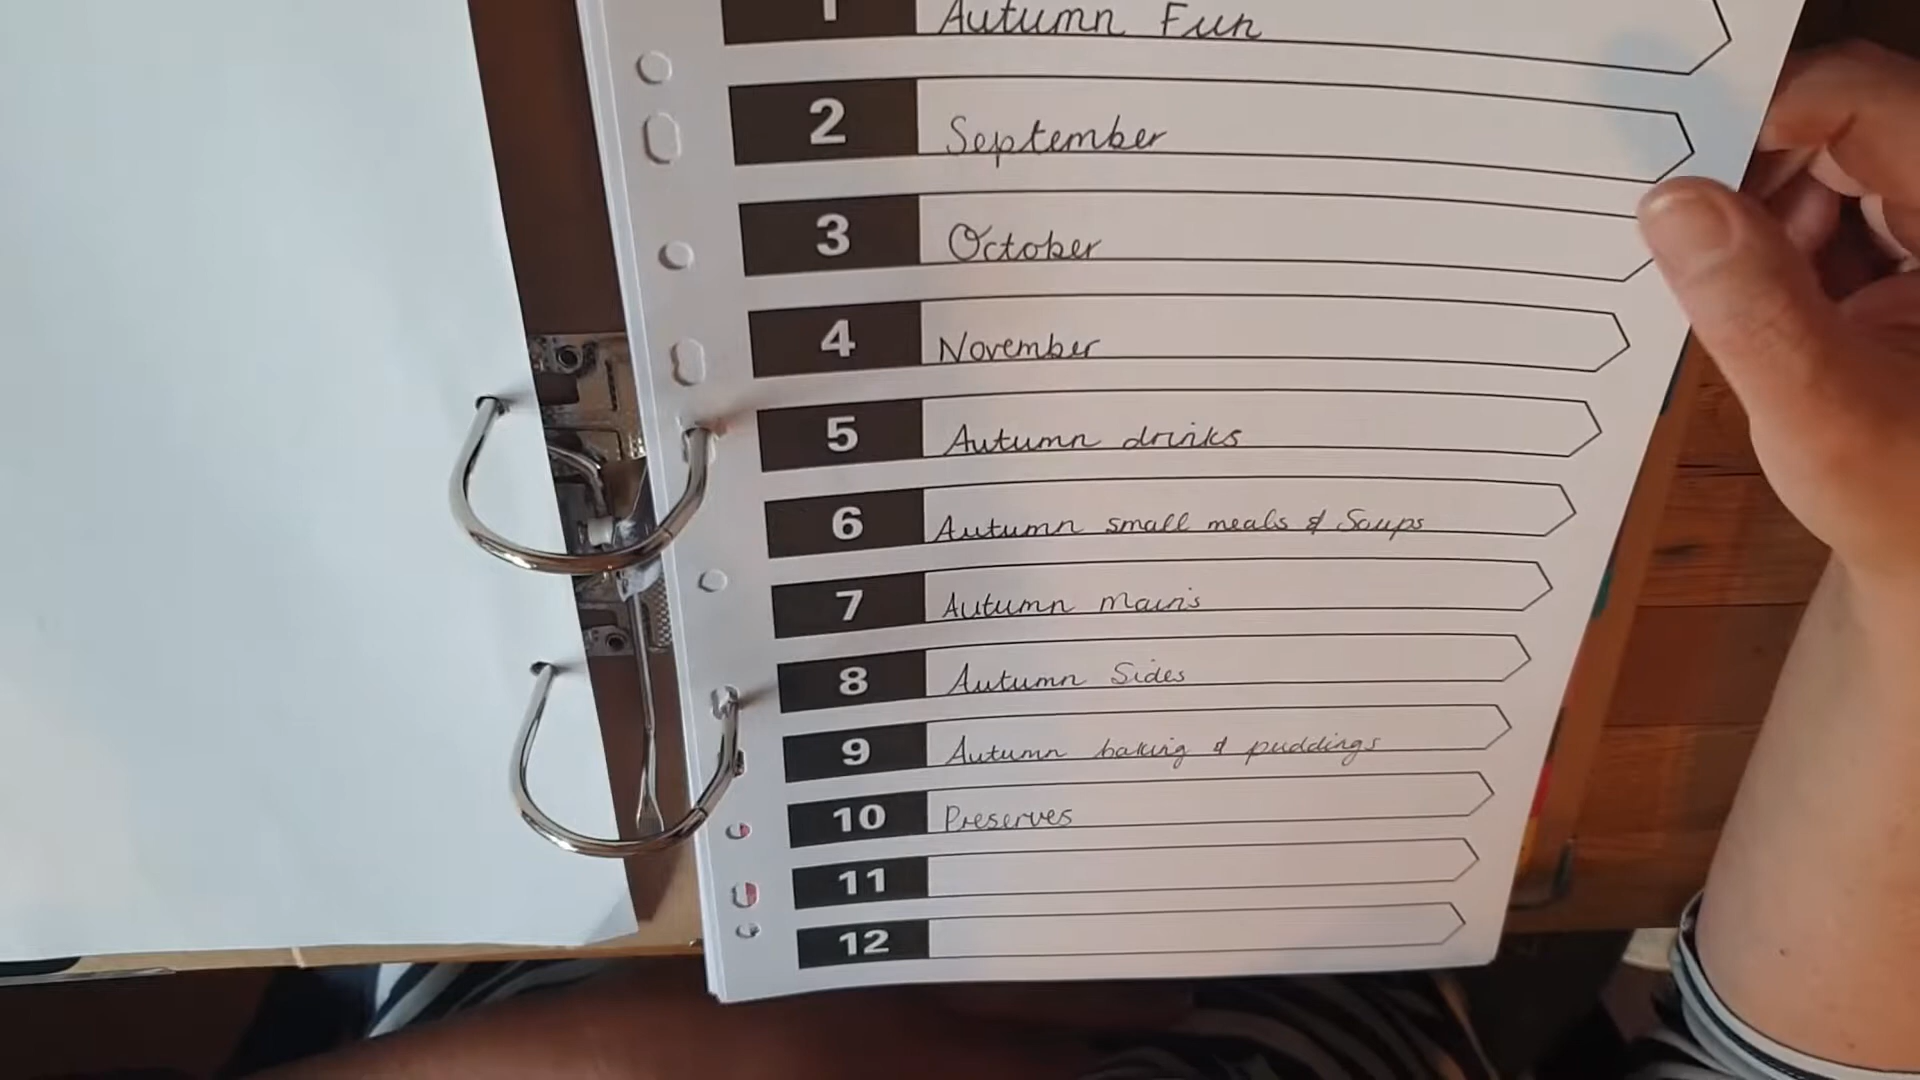 1 Autumn Fun
2 September
3 October
4 November
5 Autumn drinks
6 Autumn small meals & Soups
7 Autumn mains
8 Autumn Sides
9 Autumn baking & puddings
10 Preserves
11
12